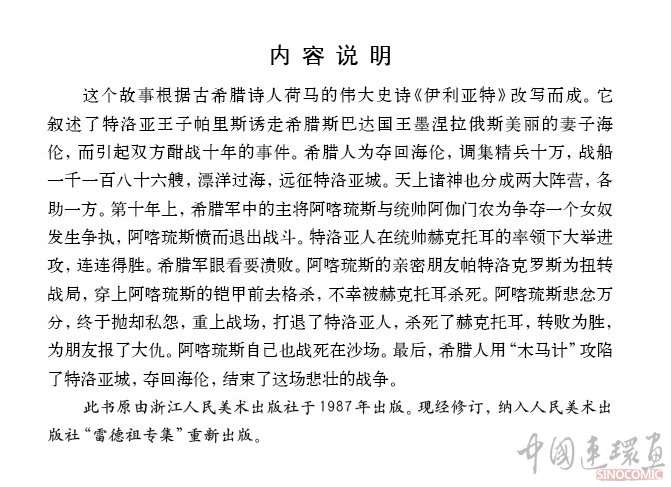 内容说明
这个故事根据古希腊诗人荷马的伟大史诗《伊利亚特》改写而成。它
叙述了特洛亚王子帕里斯诱走希腊斯巴达国王墨涅拉俄斯美丽的妻子海
伦，而引起双方酣战十年的事件。希腊人为夺回海伦，调集精兵十万，战船
一千一百八十六艘，漂洋过海，远征特洛亚城。天上诸神也分成两大阵营，各
助一方。第十年上，希腊军中的主将阿喀琉斯与统帅阿伽门农为争夺一个女奴
发生争执，阿喀琉斯愤而退出战斗。特洛亚人在统帅赫克托耳的率领下大举进
攻，连连得胜。希腊军眼看要溃败。阿喀琉斯的亲密朋友帕特洛克罗斯为扭转
战局，穿上阿喀琉斯的铠甲前去格杀，不幸被赫克托耳杀死。阿喀琉斯悲忿万
分，终于抛却私怨，重上战场，打退了特洛亚人，杀死了赫克托耳，转败为胜，
为朋友报了大仇。阿喀琉斯自己也战死在沙场。最后，希腊人用“木马计”攻陷
了特洛亚城，夺回海伦，结束了这场悲壮的战争。
此书原由浙江人民美术出版社于1987年出版。现经修订，纳入人民美术出
版社“雷德祖专集”重新出版。
中國連環畫
SINOCOMIC